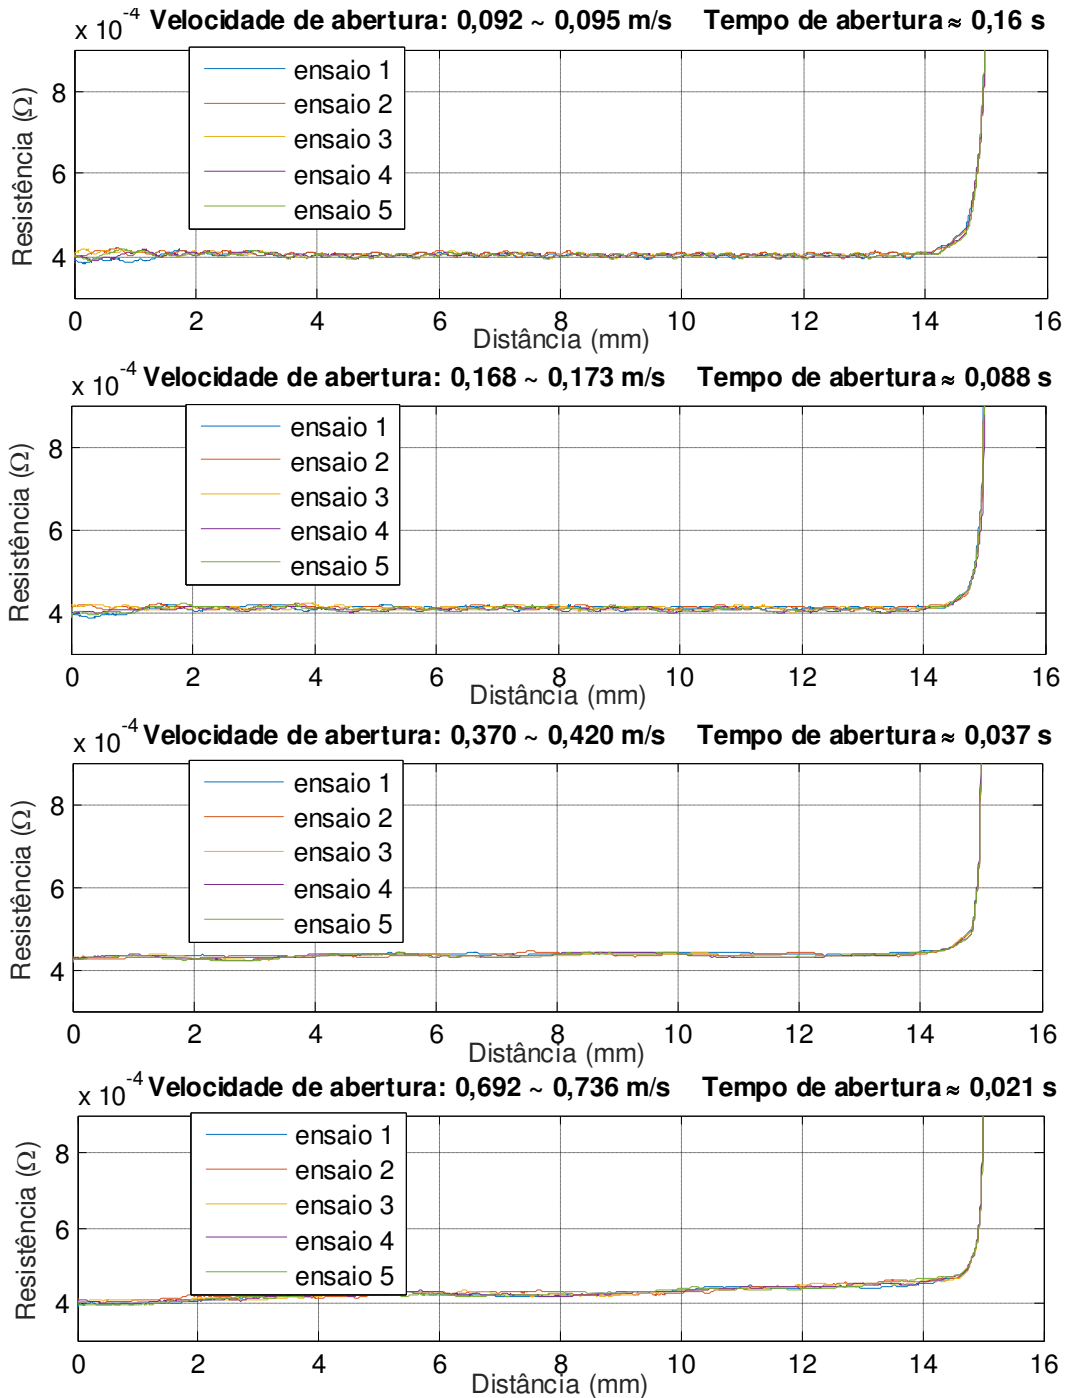 x 10-4 Velocidade de abertura: 0,092 ~ 0,095 m/s Tempo de abertura ≈ 0,16 s
Resistência (Ω)
8
6
4
ensaio 1
ensaio 2
ensaio 3
ensaio 4
ensaio 5
0 2 4 6 8 10 12 14 16
Distância (mm)
x 10-4 Velocidade de abertura: 0,168 ~ 0,173 m/s Tempo de abertura ≈ 0,088 s
Resistência (Ω)
8
6
4
ensaio 1
ensaio 2
ensaio 3
ensaio 4
ensaio 5
0 2 4 6 8 10 12 14 16
Distância (mm)
x 10-4 Velocidade de abertura: 0,370 ~ 0,420 m/s Tempo de abertura ≈ 0,037 s
Resistência (Ω)
8
6
4
ensaio 1
ensaio 2
ensaio 3
ensaio 4
ensaio 5
0 2 4 6 8 10 12 14 16
Distância (mm)
x 10-4 Velocidade de abertura: 0,692 ~ 0,736 m/s Tempo de abertura ≈ 0,021 s
Resistência (Ω)
8
6
4
ensaio 1
ensaio 2
ensaio 3
ensaio 4
ensaio 5
0 2 4 6 8 10 12 14 16
Distância (mm)